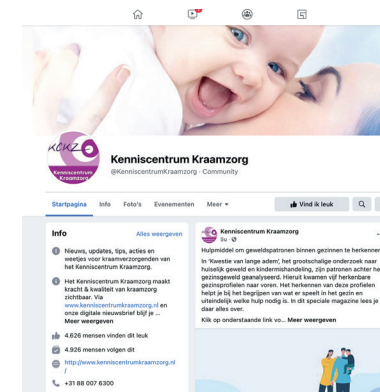 KCKZ
Kenniscentrum
Kraamzorg
Kenniscentrum Kraamzorg
@KenniscentrumKraamzorg · Community
Startpagina Info Foto's Evenementen Meer
Vind ik leuk
Info
Alles weergeven
Nieuws, updates, tips, acties en
weetjes voor kraamverzorgenden van
het Kenniscentrum Kraamzorg.
Het Kenniscentrum Kraamzorg maakt
kracht & kwaliteit van kraamzorg
zichtbaar. Via
www.kenniscentrumkraamzorg.nl en
onze digitale nieuwsbrief blijf je ...
Meer weergeven
4.626 mensen vinden dit leuk
4.926 mensen volgen dit
http://www.kenniscentrumkraamzorg.nl
/
+31 88 007 6300
Kenniscentrum Kraamzorg
9u ·
Hulpmiddel om geweldspatronen binnen gezinnen te herkennen
In 'Kwestie van lange adem', het grootschalige onderzoek naar
huiselijk geweld en kindermishandeling, zijn patronen achter he
gezinsgeweld geanalyseerd. Hieruit kwamen vijf herkenbare
gezinsprofielen naar voren. Het herkennen van deze profielen
helpt je bij het begrijpen van wat er speelt in het gezin en
uiteindelijk welke hulp nodig is. In dit speciale magazine lees je
daar alles over.
Klik op onderstaande link vo... Meer weergeven